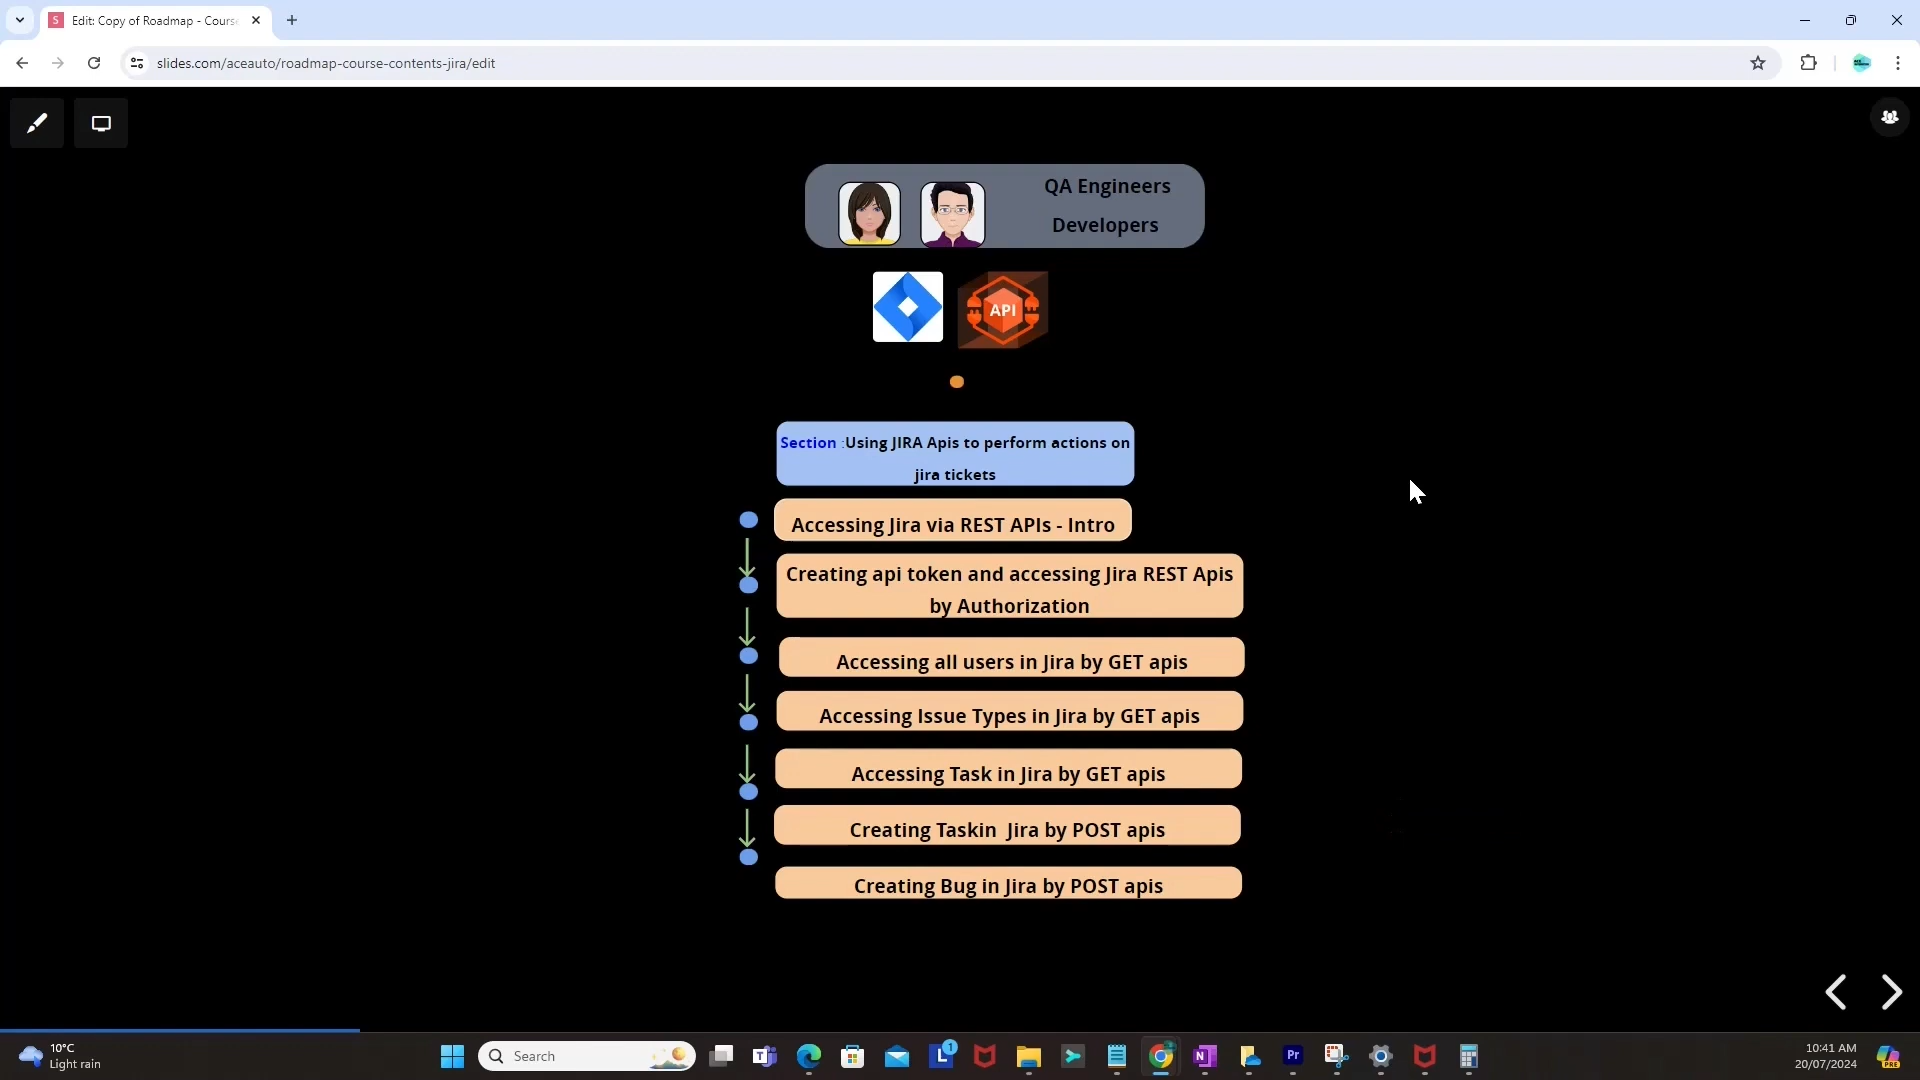 Edit: Copy of Roadmap - Cours
slides.com/aceauto/roadmap-course-contents-jira/edit
QA Engineers
Developers
API
Section :Using JIRA Apis to perform actions on
jira tickets
Accessing Jira via REST APIs - Intro
Creating api token and accessing Jira REST Apis
by Authorization
Accessing all users in Jira by GET apis
Accessing Issue Types in Jira by GET apis
Accessing Task in Jira by GET apis
Creating Taskin  Jira by POST apis
Creating Bug in Jira by POST apis
10°C
Light rain
Search
1
10:41 AM
20/07/2024